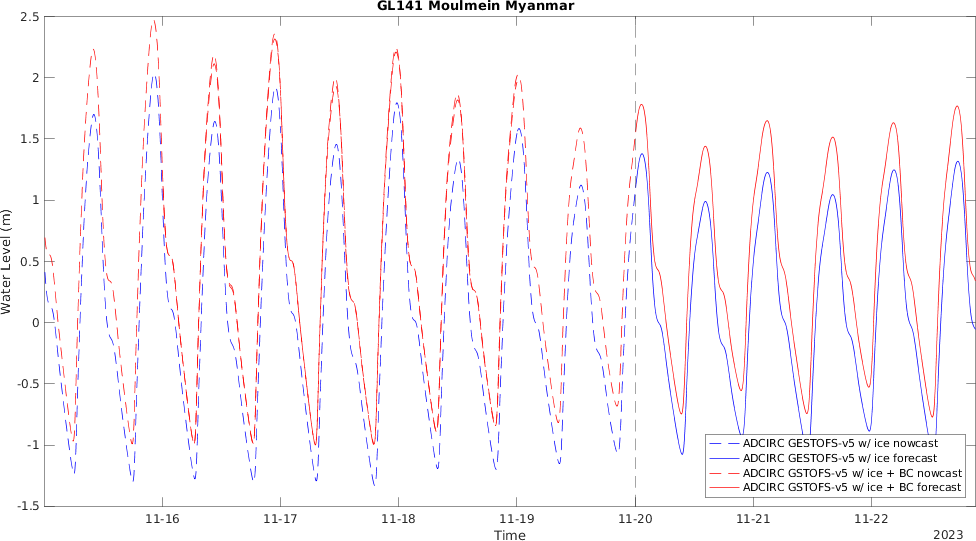 GL141 Moulmein Myanmar
2.5
2
1.5
1
0.5
0
-0.5
-1
-1.5
Water Level (m)
11-16
11-17
11-18
11-19
11-20
11-21
11-22
Time
2023
ADCIRC GESTOFS-v5 w/ ice nowcast
ADCIRC GESTOFS-v5 w/ ice forecast
ADCIRC GSTOFS-v5 w/ ice + BC nowcast
ADCIRC GSTOFS-v5 w/ ice + BC forecast